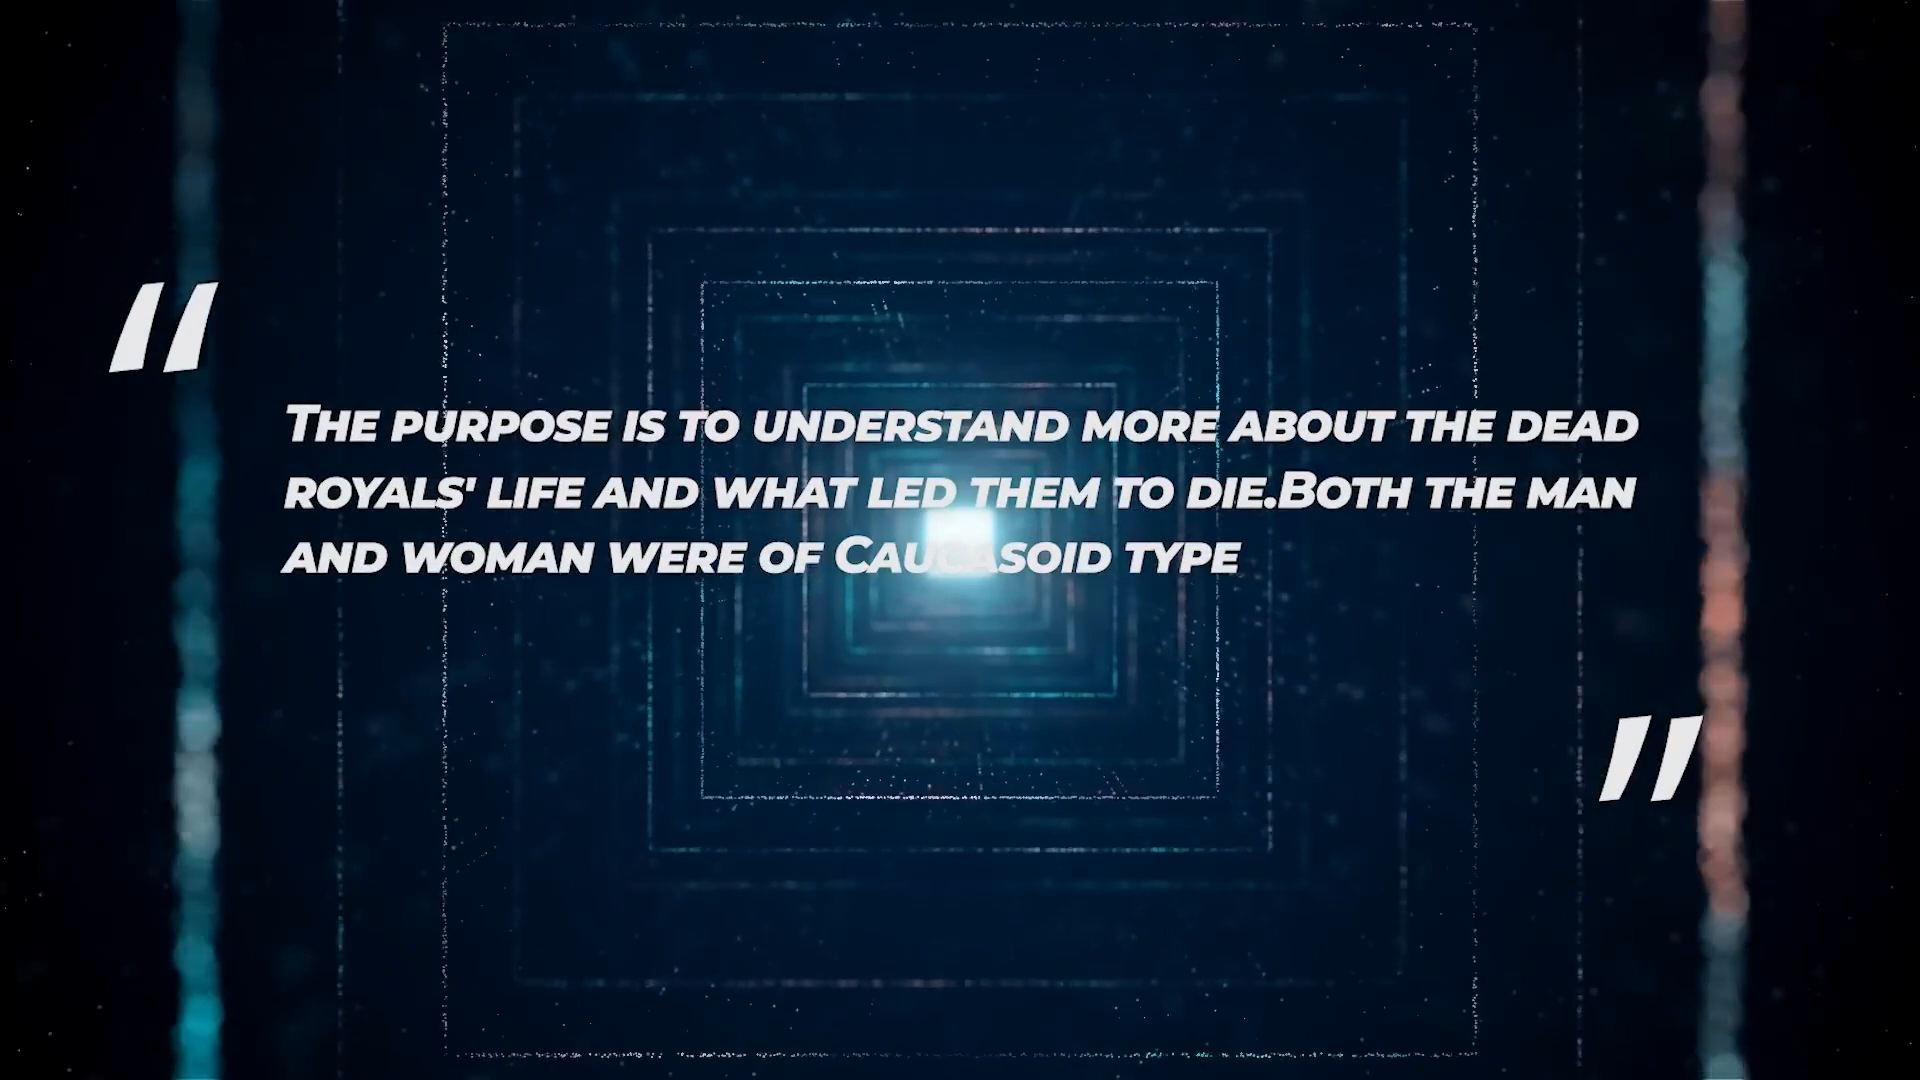 “
The purpose is to understand more about the dead
royals' life and what led them to die.Both the man
and woman were of Caucasoid type
”